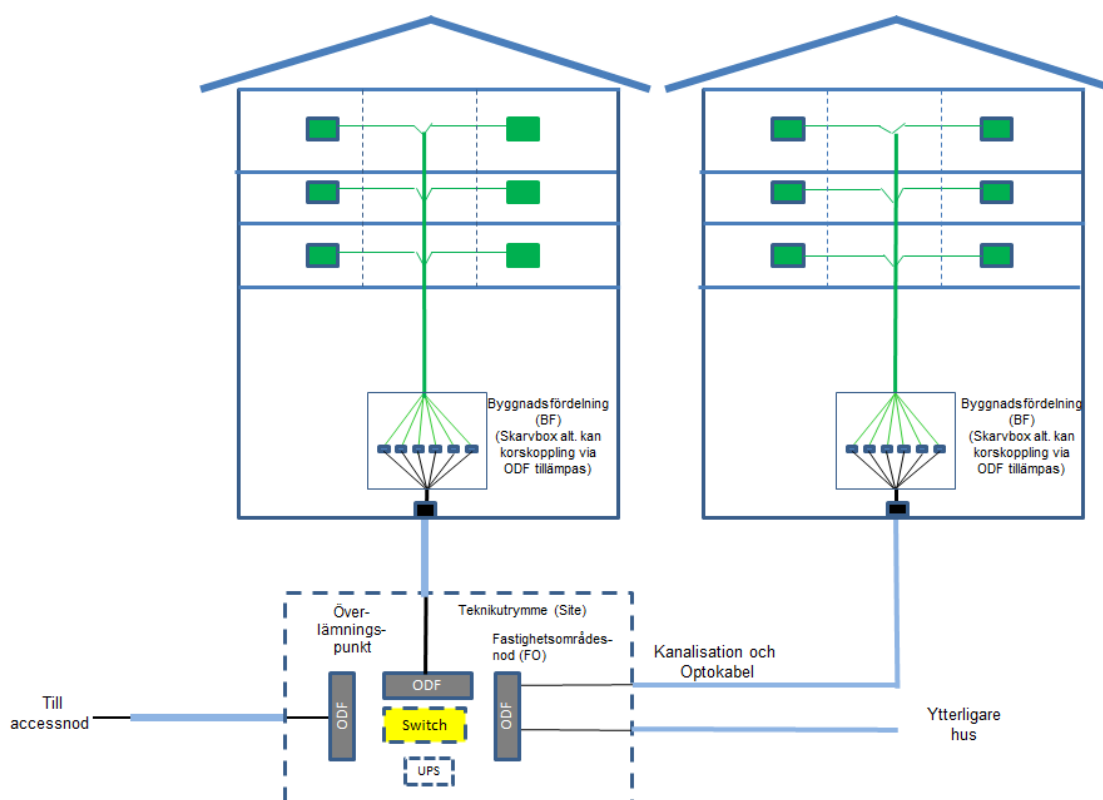 Byggnadsfördelning
(BF)
(Skarvbox alt. kan
korskoppling via
ODF tillämpas)
Byggnadsfördelning
(BF)
(Skarvbox alt. kan
korskoppling via
ODF tillämpas)
Över-
lämnings-
punkt
Teknikutrymme (Site)
Fastighetsområdes-
nod (FO)
Kanalisation och
Optokabel
ODF
ODF
ODF
Switch
UPS
Till
accessnod
Ytterligare
hus